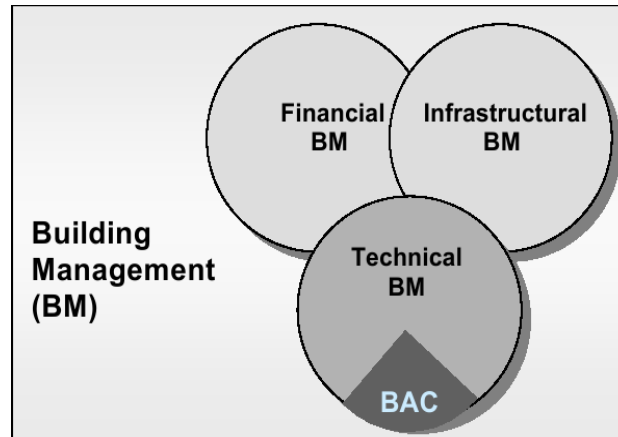 Financial
BM
Infrastructural
BM
Building
Management
(BM)
Technical
BM
BAC